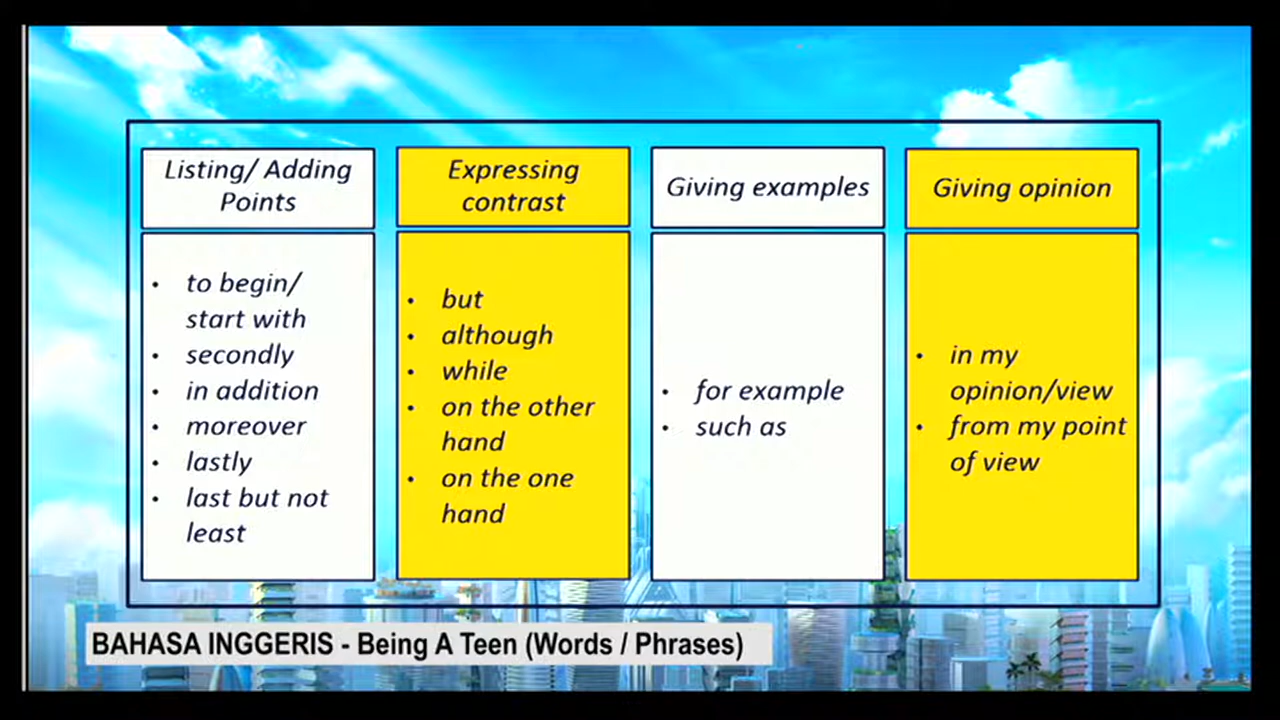 Listing/ Adding
Points
to begin/
start with
secondly
in addition
moreover
lastly
last but not
least
Expressing
contrast
but
although
while
on the other
hand
on the one
hand
Giving examples
for example
such as
Giving opinion
in my
opinion/view
from my point
of view
BAHASA INGGERIS - Being A Teen (Words / Phrases)